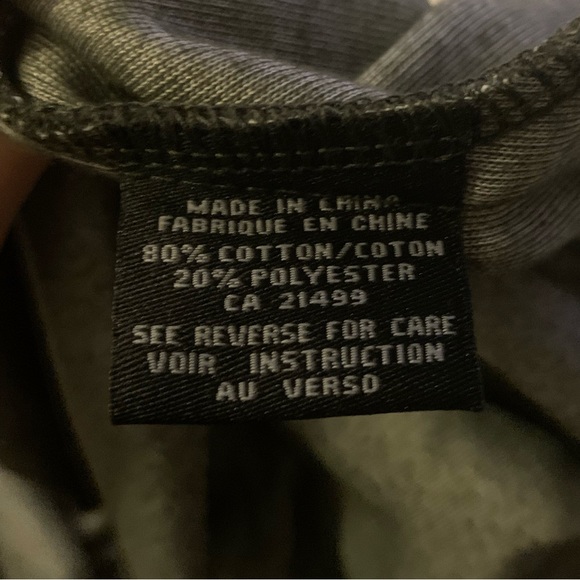 MADE IN CHINA
FABRIQUE EN CHINE
80% COTTON/COTON
20% POLYESTER
CA 21499
SEE REVERSE FOR CARE
VOIR INSTRUCTION
AU VERSO